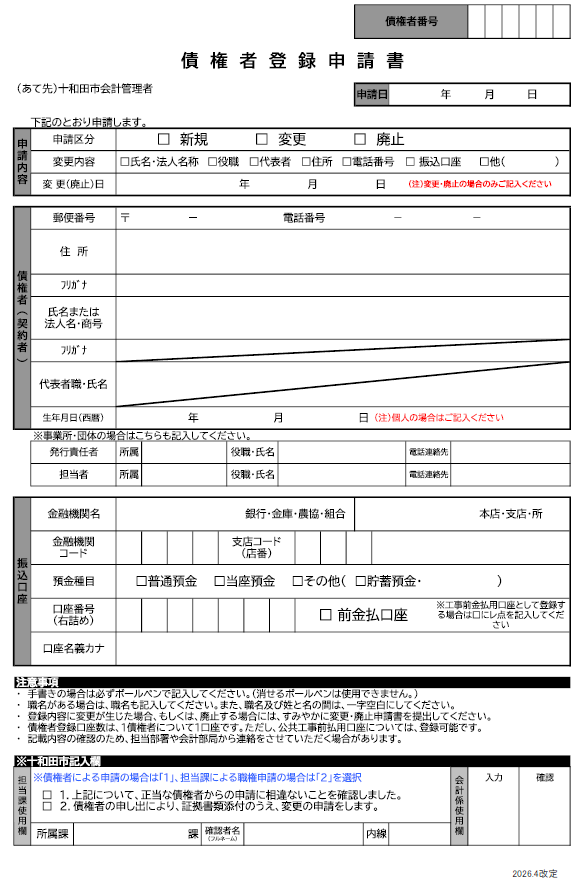 債権者番号
債権者登録申請書
(あて先)十和田市会計管理者
申請日 年 月 日
下記のとおり申請します。
申請内容
申請区分 □ 新規 □ 変更 □ 廃止
変更内容 □氏名・法人名称 □役職 □代表者 □住所 □電話番号 □ 振込口座 □他( )
変更(廃止)日 年 月 日 (注)変更・廃止の場合のみご記入ください
債権者(契約者)
郵便番号 〒 ー 電話番号 − −
住 所
フリガナ
氏名または
法人名・商号
フリガナ
代表者職・氏名
生年月日(西暦) 年 月 日 (注)個人の場合はご記入ください
※事業所・団体の場合はこちらも記入してください。
発行責任者 所属 役職・氏名 電話連絡先
担当者 所属 役職・氏名 電話連絡先
振込口座
金融機関名 銀行・金庫・農協・組合 本店・支店・所
金融機関
コード
支店コード
(店番)
預金種目 □普通預金 □当座預金 □その他( □貯蓄預金・ )
口座番号
(右詰め)
□ 前金払口座
※工事前金払用口座として登録す
る場合は□にレ点を記入してくだ
さい
口座名義カナ
注意事項
・ 手書きの場合は必ずボールペンで記入してください。(消せるボールペンは使用できません。)
・ 職名がある場合は、職名も記入してください。また、職名及び姓と名の間は、一字空白にしてください。
・ 登録内容に変更が生じた場合、もしくは、廃止する場合には、すみやかに変更・廃止申請書を提出してください。
・ 債権者登録口座数は、1債権者について1口座です。ただし、公共工事前払用口座については、登録可能です。
・ 記載内容の確認のため、担当部署や会計部局から連絡をさせていただく場合があります。
※十和田市記入欄
担当課使用欄
※債権者による申請の場合は「1」、担当課による職権申請の場合は「2」を選択
□ 1. 上記について、正当な債権者からの申請に相違ないことを確認しました。
□ 2. 債権者の申し出により、証拠書類添付のうえ、変更の申請をします。
所属課 課 確認者名 内線
(フルネーム)
会計係使用欄
入力 確認
2026.4改定